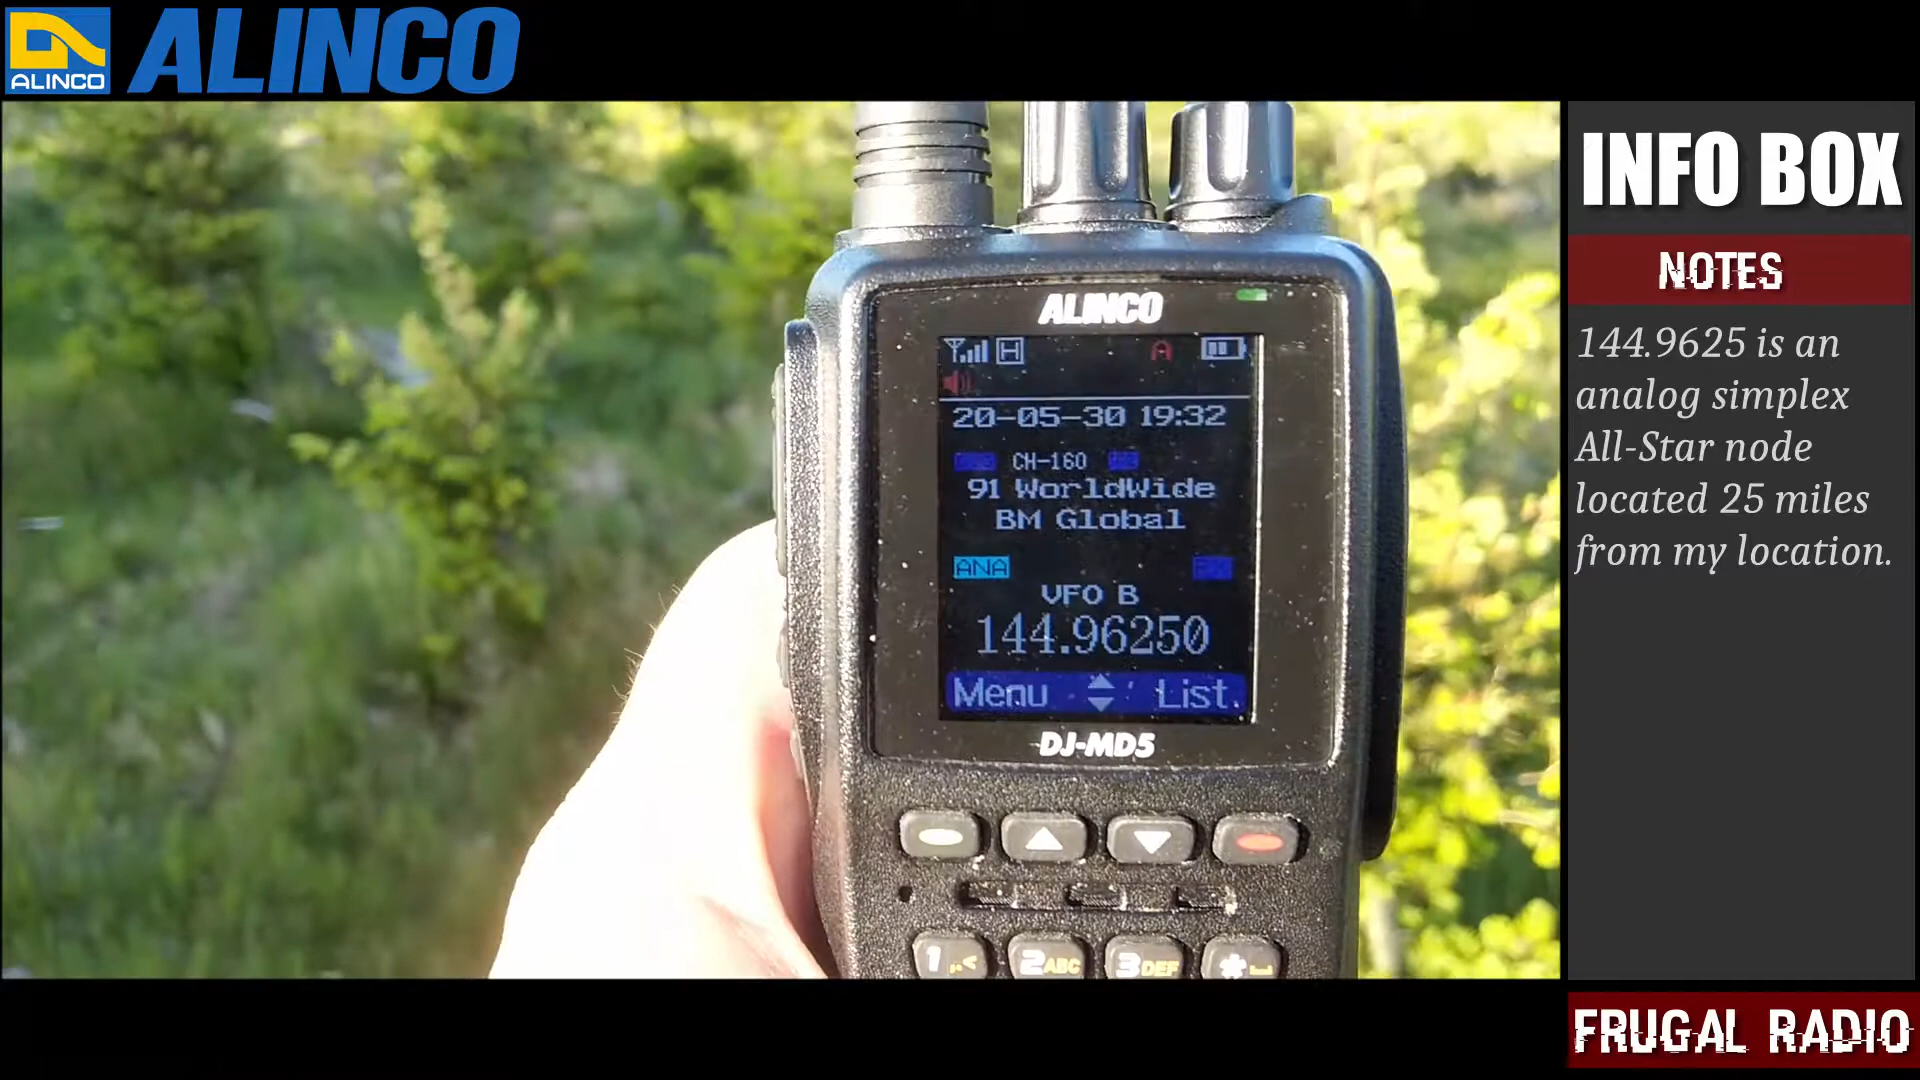 ALINCO
ALINCO
INFO BOX
NOTES
144.9625 is an
analog simplex
All-Star node
located 25 miles
from my location.
ALINCO
H
A
20-05-30 19:32
CH-160
91 WorldWide
BM Global
ANA
VFO B
144.96250
Menu
List
DJ-MD5
1
2ABC
3DEF
*
FRUGAL RADIO